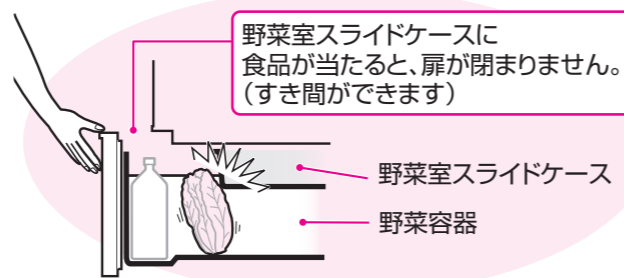 野菜室スライドケースに
食品が当たると、扉が閉まりません。
（すき間ができます）
野菜室スライドケース
野菜容器